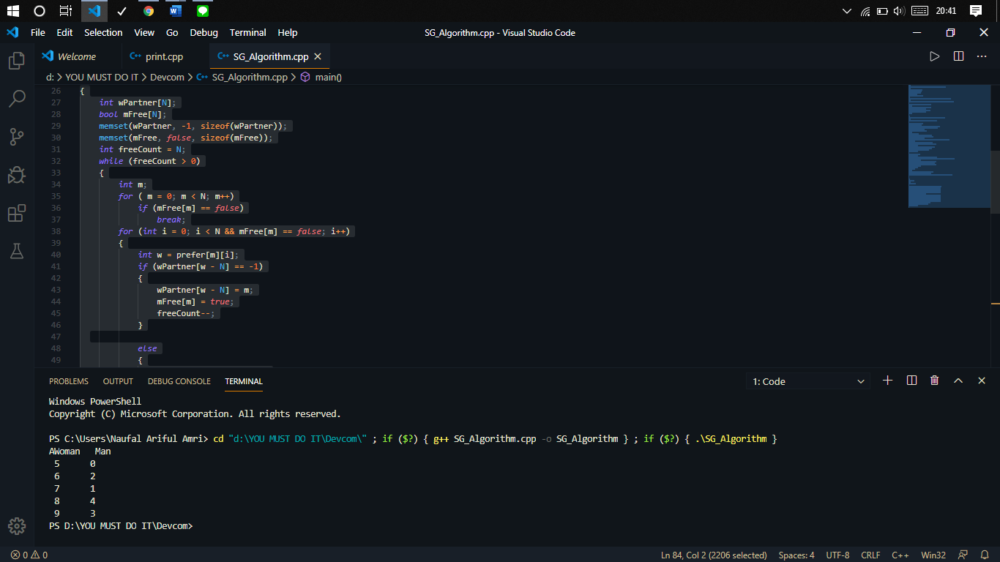 20:41
File Edit Selection View Go Debug Terminal Help
SG_Algorithm.cpp - Visual Studio Code
Welcome
print.cpp
SG_Algorithm.cpp
d: > YOU MUST DO IT > Devcom > SG_Algorithm.cpp > main()
26 {
27 int wPartner[N];
28 bool mFree[N];
29 memset(wPartner, -1, sizeof(wPartner));
30 memset(mFree, false, sizeof(mFree));
31 int freeCount = N;
32 while (freeCount > 0)
33 {
34 int m;
35 for ( m = 0; m < N; m++)
36 if (mFree[m] == false)
37 break;
38 for (int i = 0; i < N && mFree[m] == false; i++)
39 {
40 int w = prefer[m][i];
41 if (wPartner[w - N] == -1)
42 {
43 wPartner[w - N] = m;
44 mFree[m] = true;
45 freeCount--;
46 }
47
48 else
49 {
PROBLEMS OUTPUT DEBUG CONSOLE TERMINAL
1: Code
Windows PowerShell
Copyright (C) Microsoft Corporation. All rights reserved.
PS C:\Users\Naufal Ariful Amri> cd "d:\YOU MUST DO IT\Devcom\" ; if ($?) { g++ SG_Algorithm.cpp -o SG_Algorithm } ; if ($?) { .\SG_Algorithm }
AWoman Man
5 0
6 2
7 1
8 4
9 3
PS D:\YOU MUST DO IT\Devcom>
0 0
Ln 84, Col 2 (2206 selected) Spaces: 4 UTF-8 CRLF C++ Win32